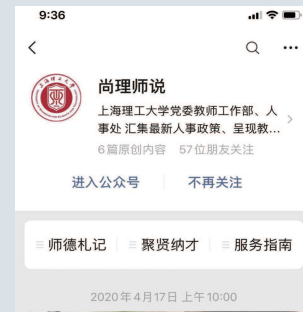 9:36
尚理师说
上海理工大学党委教师工作部、人
事处 汇集最新人事政策、呈现教...
6篇原创内容 57位朋友关注
进入公众号 不再关注
师德札记 聚贤纳才 服务指南
2020年4月17日 上午10:00